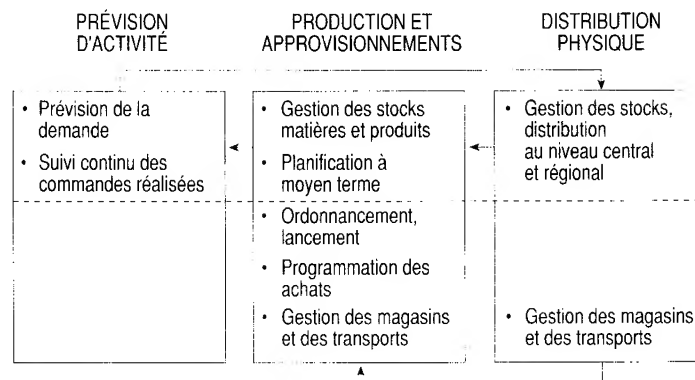 PRÉVISION
D'ACTIVITÉ
PRODUCTION ET
APPROVISIONNEMENTS
DISTRIBUTION
PHYSIQUE
• Prévision de la
demande
• Suivi continu des
commandes réalisées
• Gestion des stocks
matières et produits
• Planification à
moyen terme
• Ordonnancement,
lancement
• Programmation des
achats
• Gestion des magasins
et des transports
• Gestion des stocks,
distribution
au niveau central
et régional
• Gestion des magasins
et des transports